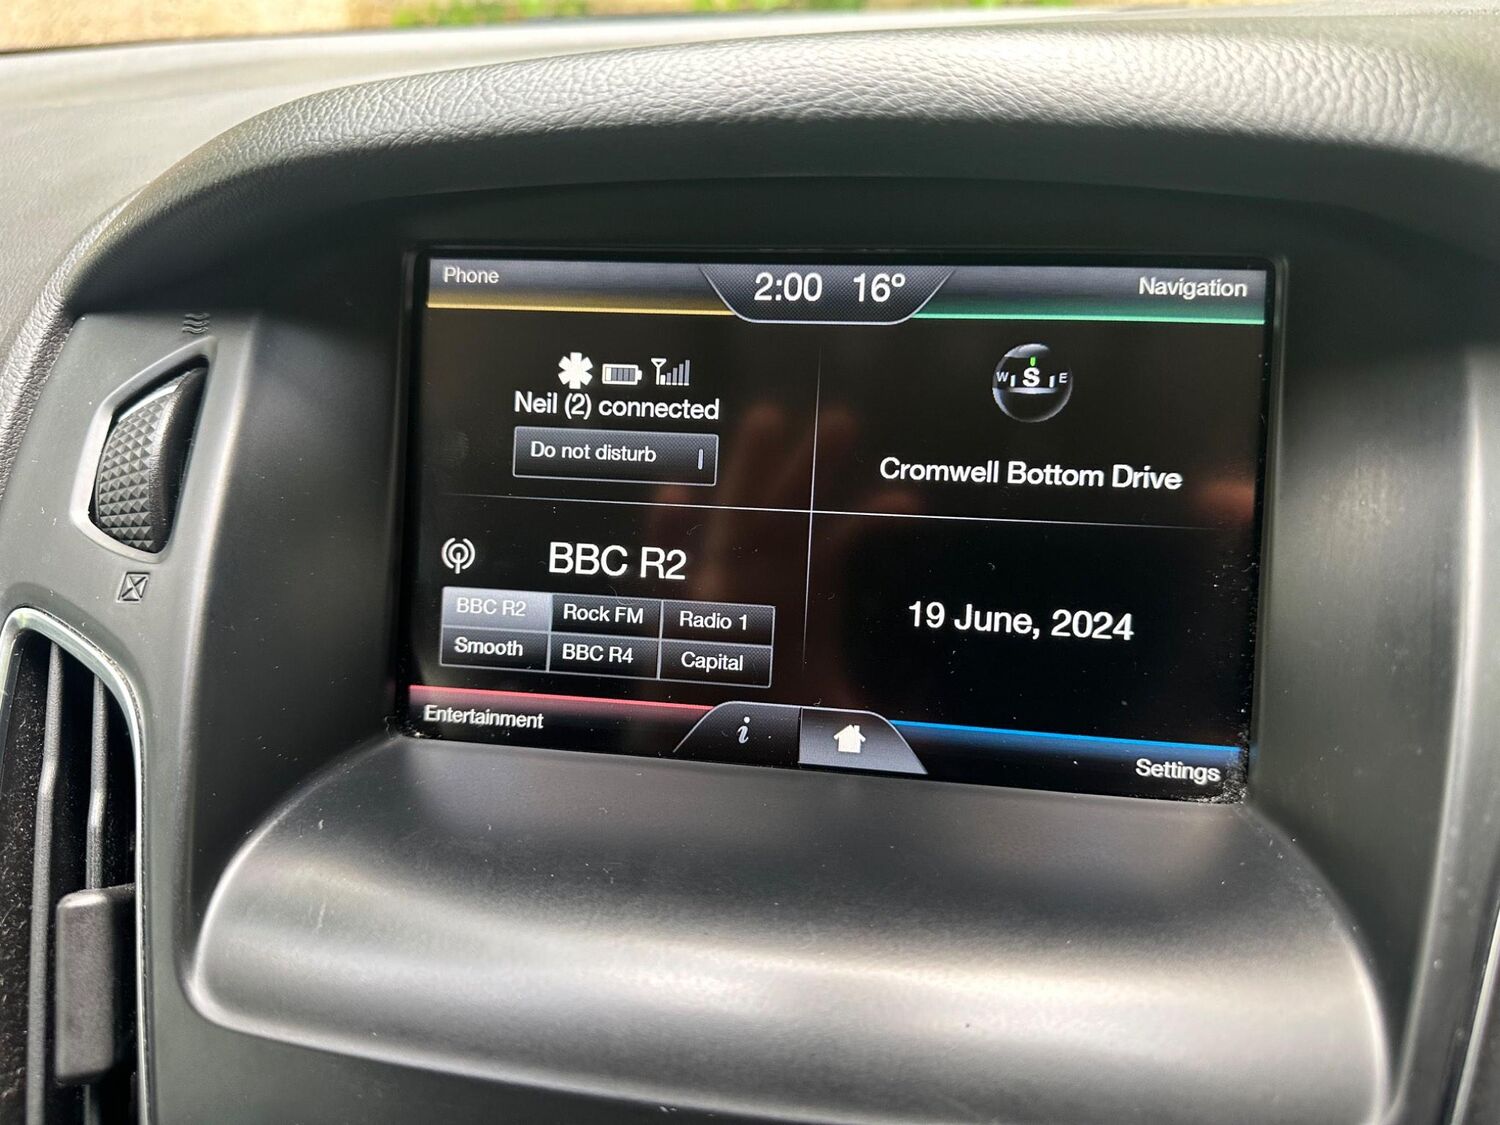 Phone
2:00 16º
Navigation
Neil (2) connected
Do not disturb
W S E
Cromwell Bottom Drive
BBC R2
BBC R2 Rock FM Radio 1
Smooth BBC R4 Capital
19 June, 2024
Entertainment
i
Settings